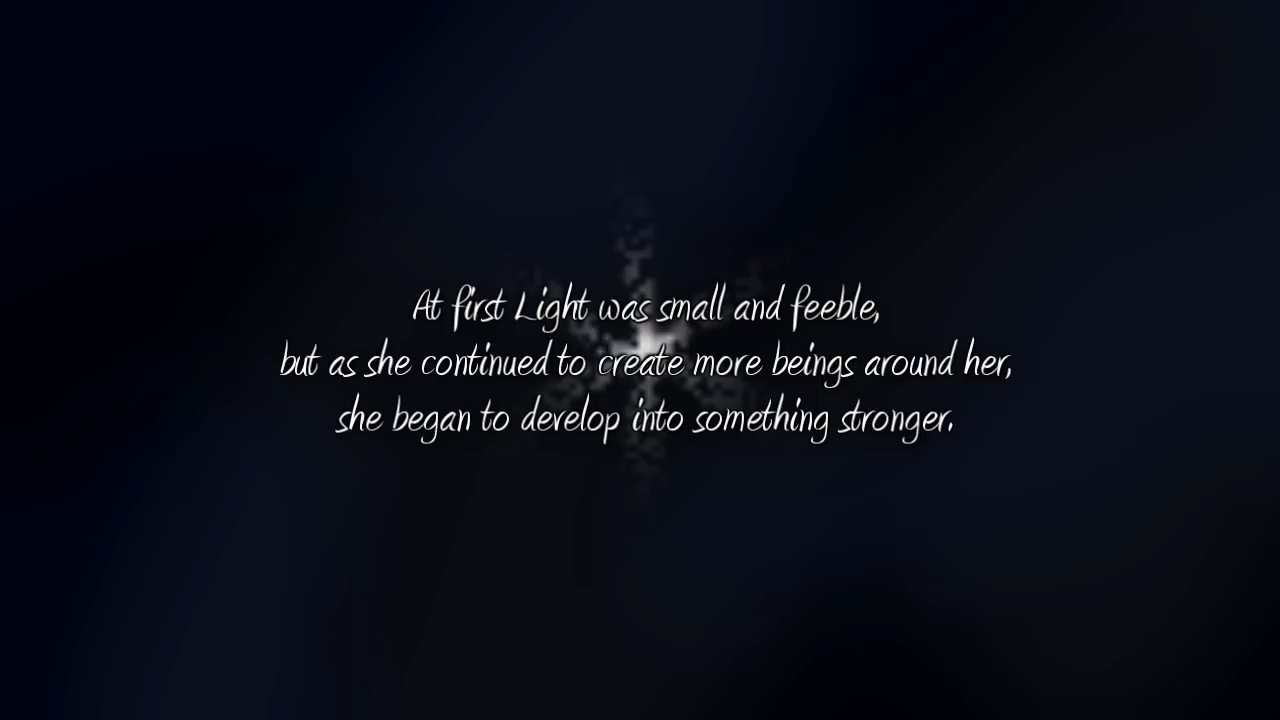 At first Light was small and feeble,
but as she continued to create more beings around her,
she began to develop into something stronger.